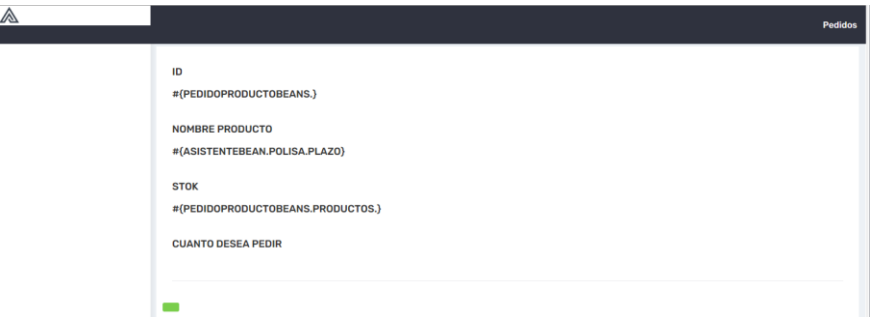 Pedidos
ID
#{PEDIDOPRODUCTOBEANS.}
NOMBRE PRODUCTO
#{ASISTENTEBEAN.POLISA.PLAZO}
STOK
#{PEDIDOPRODUCTOBEANS.PRODUCTOS.}
CUANTO DESEA PEDIR